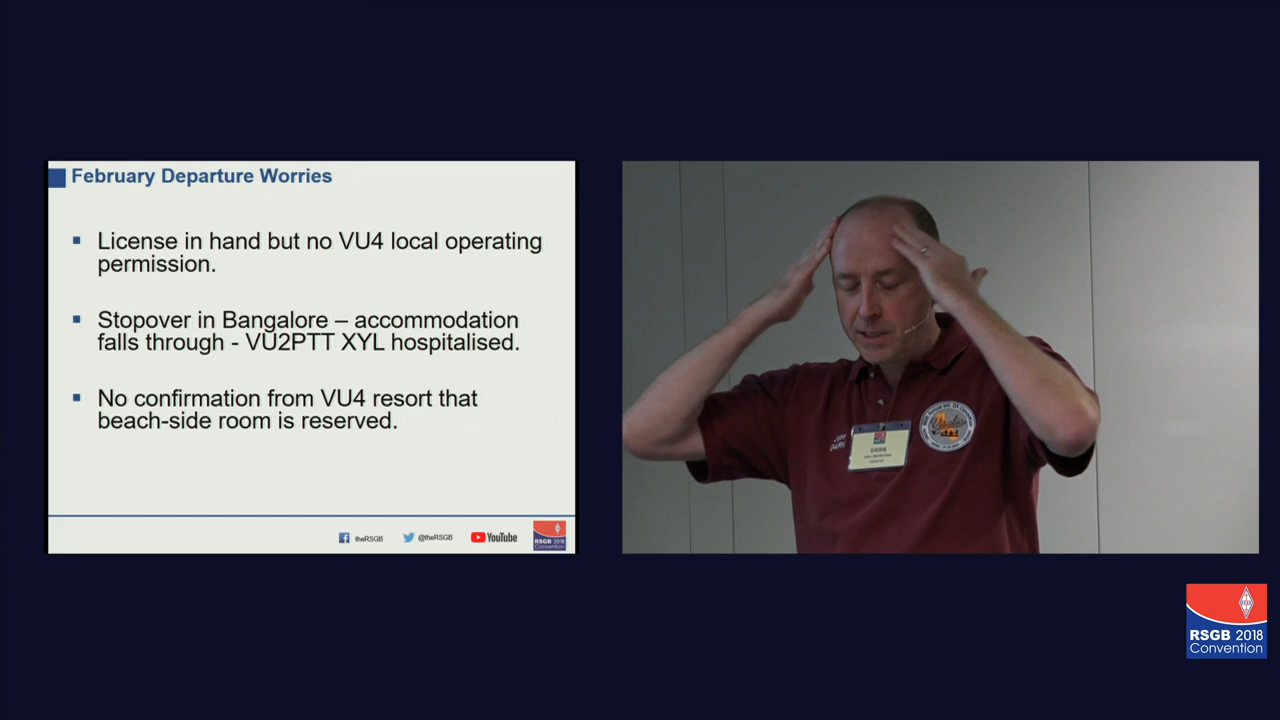 February Departure Worries
License in hand but no VU4 local operating
permission.
Stopover in Bangalore – accommodation
falls through - VU2PTT XYL hospitalised.
No confirmation from VU4 resort that
beach-side room is reserved.
theRSGB
@theRSGB
YouTube
RSGB 2018
Convention
G4IRN
RSGB 2018
Convention